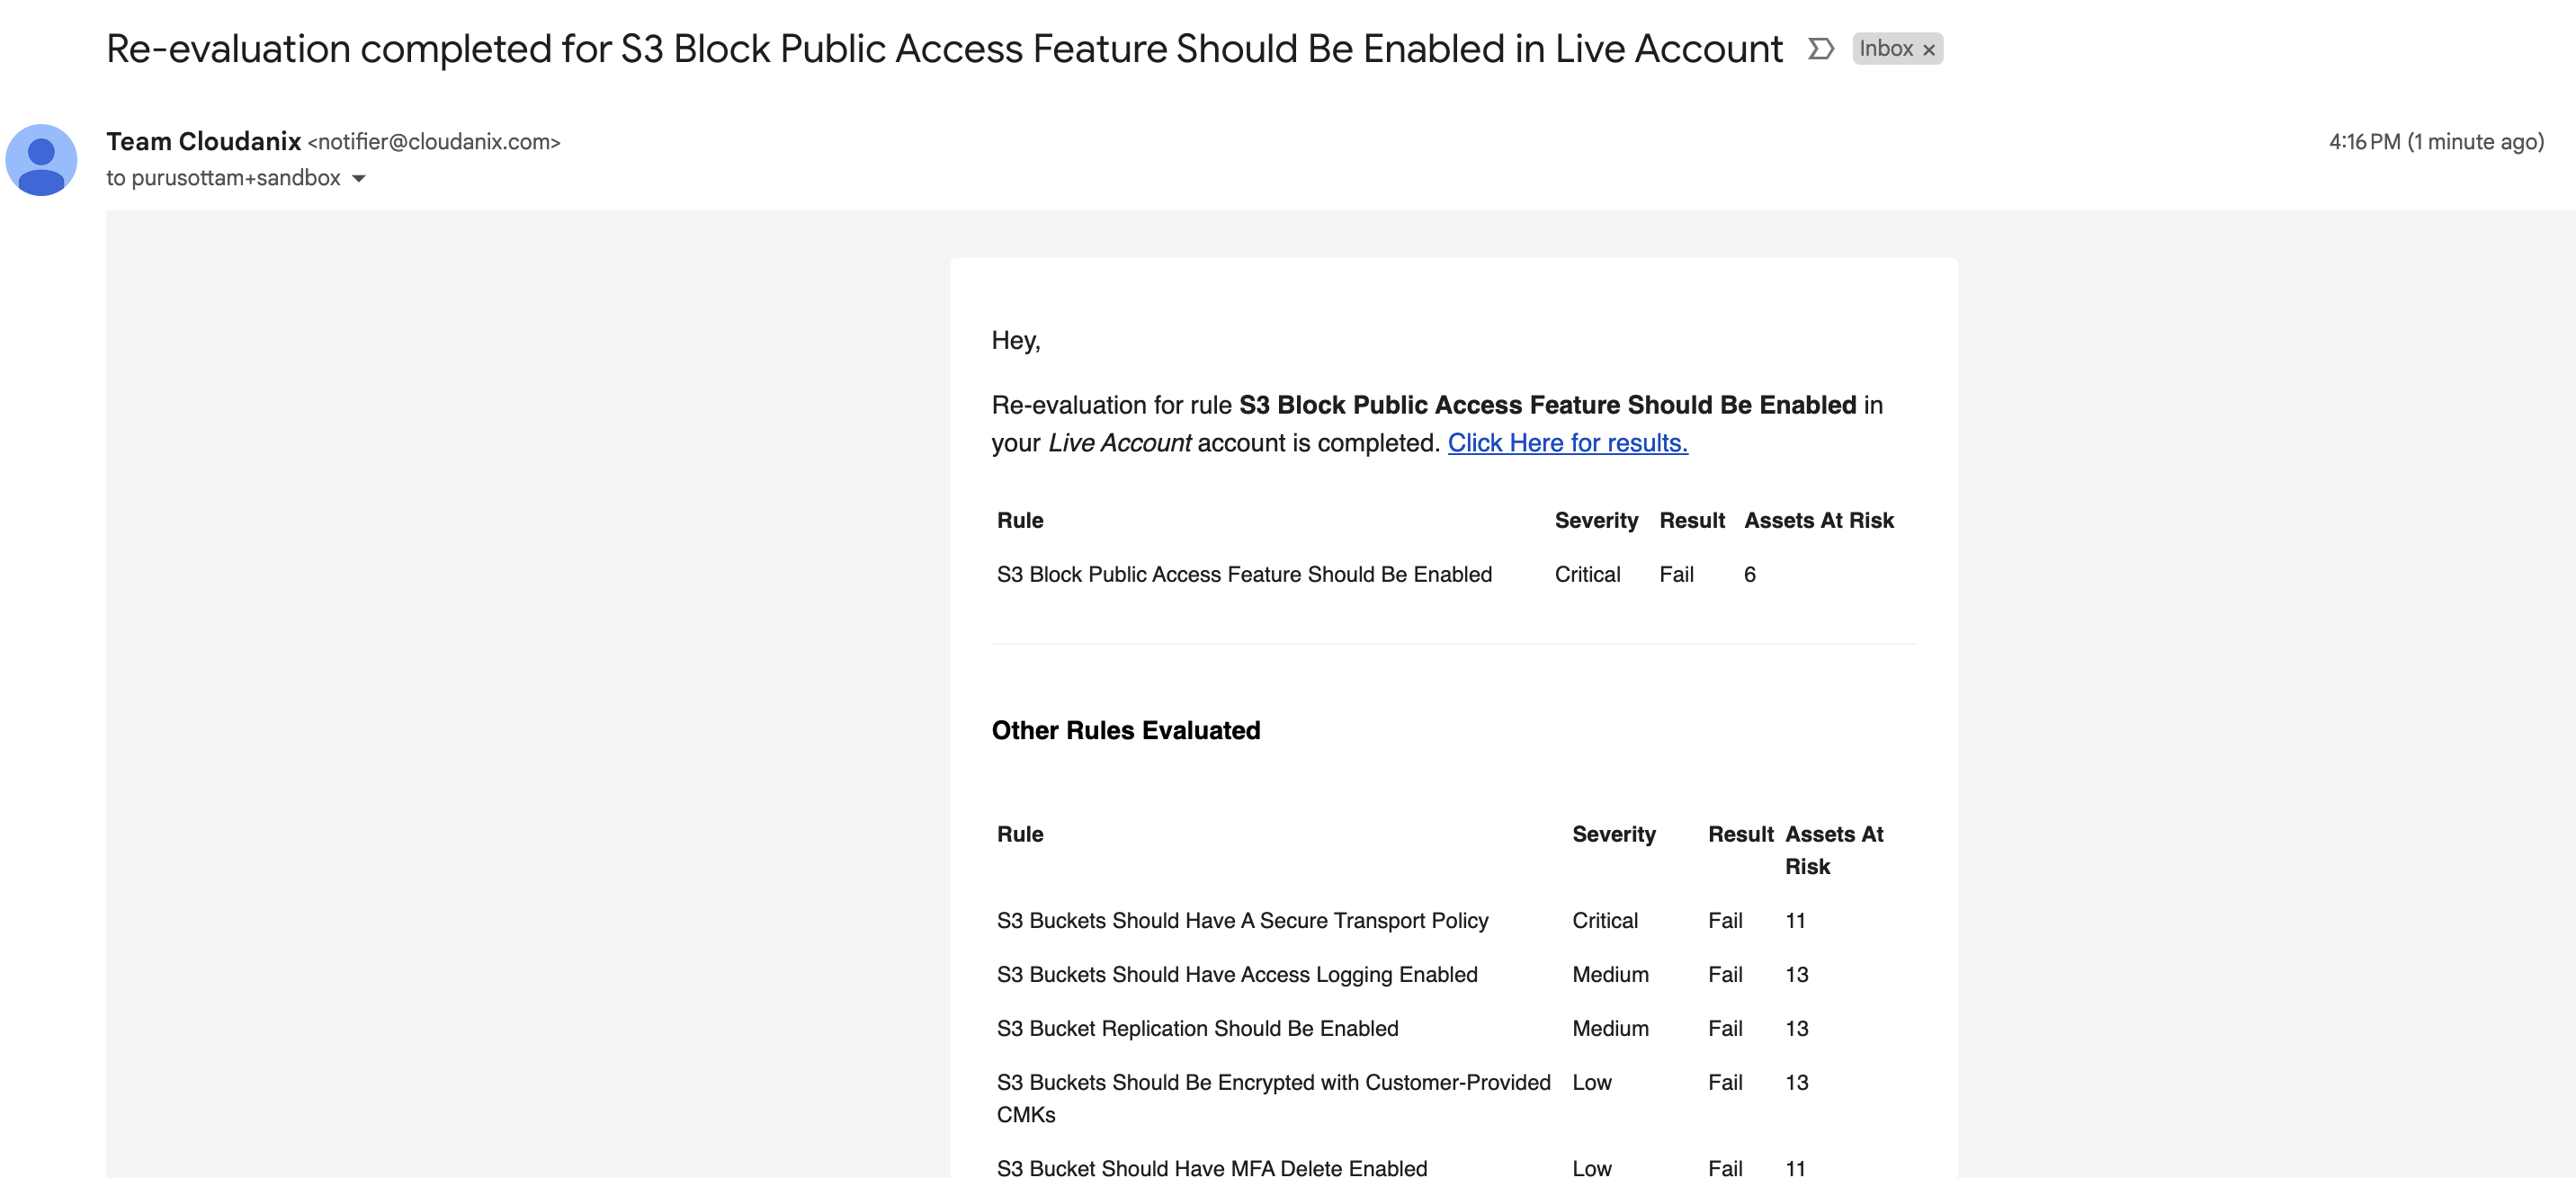 Re-evaluation completed for S3 Block Public Access Feature Should Be Enabled in Live Account Inbox ×
Team Cloudanix <notifier@cloudanix.com> 4:16 PM (1 minute ago)
to purusottam+sandbox
Hey,
Re-evaluation for rule S3 Block Public Access Feature Should Be Enabled in
your Live Account account is completed. Click Here for results.
Rule Severity Result Assets At Risk
S3 Block Public Access Feature Should Be Enabled Critical Fail 6
Other Rules Evaluated
Rule Severity Result Assets At
Risk
S3 Buckets Should Have A Secure Transport Policy Critical Fail 11
S3 Buckets Should Have Access Logging Enabled Medium Fail 13
S3 Bucket Replication Should Be Enabled Medium Fail 13
S3 Buckets Should Be Encrypted with Customer-Provided Low Fail 13
CMKs
S3 Bucket Should Have MFA Delete Enabled Low Fail 11